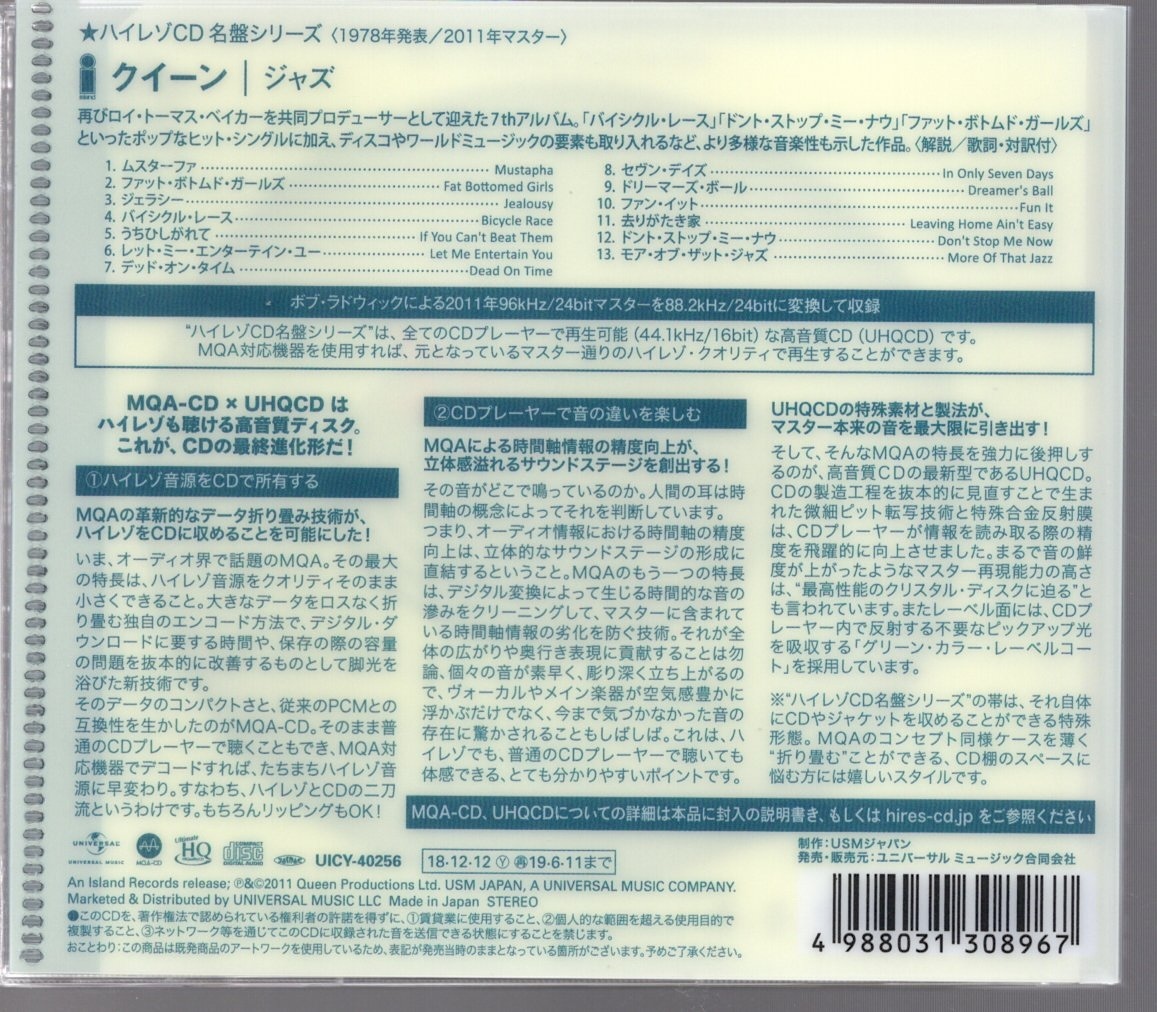 ★ハイレゾCD 名盤シリーズ〈1978年発表/2011年マスター〉
island クイーン│ジャズ
再びロイ・トーマス・ベイカーを共同プロデューサーとして迎えた7thアルバム。「バイシクル・レース」「ドント・ストップ・ミー・ナウ」「ファット・ボトムド・ガールズ」
といったポップなヒット・シングルに加え、ディスコやワールドミュージックの要素も取り入れるなど、より多様な音楽性も示した作品。〈解説/歌詞・対訳付〉
1. ムスターファ Mustapha
2. ファット・ボトムド・ガールズ Fat Bottomed Girls
3. ジェラシー Jealousy
4. バイシクル・レース Bicycle Race
5. うちひしがれて If You Can't Beat Them
6. レット・ミー・エンターテイン・ユー Let Me Entertain You
7. デッド・オン・タイム Dead On Time
8. セヴン・デイズ In Only Seven Days
9. ドリーマーズ・ボール Dreamer's Ball
10. ファン・イット Fun It
11. 去りがたき家 Leaving Home Ain't Easy
12. ドント・ストップ・ミー・ナウ Don't Stop Me Now
13. モア・オブ・ザット・ジャズ More Of That Jazz
ボブ・ラドウィックによる2011年96kHz/24bitマスターを88.2kHz/24bitに変換して収録
“ハイレゾCD名盤シリーズ”は、全てのCDプレーヤーで再生可能 (44.1kHz/16bit) な高音質CD (UHQCD) です。
MQA対応機器を使用すれば、元となっているマスター通りのハイレゾ・クオリティで再生することができます。
MQA-CD × UHQCD は
ハイレゾも聴ける高音質ディスク。
これが、CDの最終進化形だ！
①ハイレゾ音源をCDで所有する
MQAの革新的なデータ折り畳み技術が、
ハイレゾをCDに収めることを可能にした！
いま、オーディオ界で話題のMQA。その最大
の特長は、ハイレゾ音源をクオリティそのまま
小さくできること。大きなデータをロスなく折
り畳む独自のエンコード方法で、デジタル・ダ
ウンロードに要する時間や、保存の際の容量
の問題を抜本的に改善するものとして脚光を
浴びた新技術です。
そのデータのコンパクトさと、従来のPCMとの
互換性を生かしたのがMQA-CD。そのまま普
通のCDプレーヤーで聴くこともでき、MQA対
応機器でデコードすれば、たちまちハイレゾ音
源に早変わり。すなわち、ハイレゾとCDの二刀
流というわけです。もちろんリッピングもOK！
②CDプレーヤーで音の違いを楽しむ
MQAによる時間軸情報の精度向上が、
立体感溢れるサウンドステージを創出する！
その音がどこで鳴っているのか。人間の耳は時
間軸の概念によってそれを判断しています。
つまり、オーディオ情報における時間軸の精度
向上は、立体的なサウンドステージの形成に
直結するということ。MQAのもう一つの特長
は、デジタル変換によって生じる時間的な音の
滲みをクリーニングして、マスターに含まれて
いる時間軸情報の劣化を防ぐ技術。それが全
体の広がりや奥行き表現に貢献することは勿
論、個々の音が素早く、彫り深く立ち上がるの
で、ヴォーカルやメイン楽器が空気感豊かに
浮かぶだけでなく、今まで気づかなかった音の
存在に驚かされることもしばしば。これは、ハ
イレゾでも、普通のCDプレーヤーで聴いても
体感できる、とても分かりやすいポイントです。
UHQCDの特殊素材と製法が、
マスター本来の音を最大限に引き出す！
そして、そんなMQAの特長を強力に後押しす
るのが、高音質CDの最新型であるUHQCD。
CDの製造工程を抜本的に見直すことで生ま
れた微細ピット転写技術と特殊合金反射膜
は、CDプレーヤーが情報を読み取る際の精
度を飛躍的に向上させました。まるで音の鮮
度が上がったようなマスター再現能力の高さ
は、“最高性能のクリスタル・ディスクに迫る”と
も言われています。またレーベル面には、CDプ
レーヤー内で反射する不要なピックアップ光
を吸収する「グリーン・カラー・レーベルコー
ト」を採用しています。
※“ハイレゾCD名盤シリーズ”の帯は、それ自体
にCDやジャケットを収めることができる特殊
形態。MQAのコンセプト同様ケースを薄く
“折り畳む”ことができる、CD棚のスペースに
悩む方には嬉しいスタイルです。
MQA-CD、UHQCDについての詳細は本品に封入の説明書き、もしくは hires-cd.jp をご参照ください
UNIVERSAL UNIVERSAL MUSIC MQA-CD Ultimate HQ COMPACT disc DIGITAL AUDIO JASRAC UICY-40256 18・12・12 Ⓨ ㊢19・6・11まで
制作：USMジャパン
発売・販売元：ユニバーサル ミュージック合同会社
An Island Records release; ℗&©2011 Queen Productions Ltd. USM JAPAN, A UNIVERSAL MUSIC COMPANY.
Marketed & Distributed by UNIVERSAL MUSIC LLC Made in Japan STEREO
●このCDを、著作権法で認められている権利者の許諾を得ずに、①賃貸業に使用すること、②個人的な範囲を超える使用目的で
複製すること、③ネットワーク等を通じてこのCDに収録された音を送信できる状態にすることを禁じます。
おことわり：この商品は既発商品のアートワークを使用しているため、表記が発売当時のままとなっている箇所がございます。予めご了承ください。
4 988031 308967